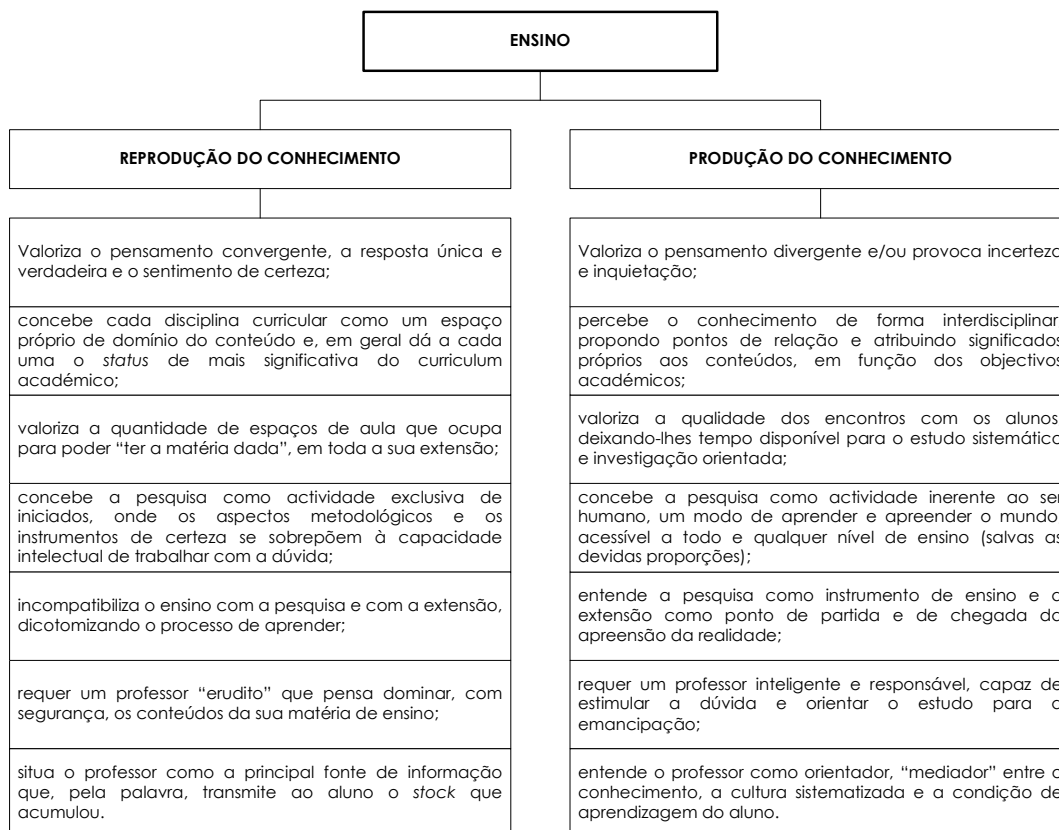 ENSINO
REPRODUÇÃO DO CONHECIMENTO
Valoriza o pensamento convergente, a resposta única e
verdadeira e o sentimento de certeza;
concebe cada disciplina curricular como um espaço
próprio de domínio do conteúdo e, em geral dá a cada
uma o status de mais significativa do curriculum
académico;
valoriza a quantidade de espaços de aula que ocupa
para poder “ter a matéria dada”, em toda a sua extensão;
concebe a pesquisa como actividade exclusiva de
iniciados, onde os aspectos metodológicos e os
instrumentos de certeza se sobrepõem à capacidade
intelectual de trabalhar com a dúvida;
incompatibiliza o ensino com a pesquisa e com a extensão,
dicotomizando o processo de aprender;
requer um professor “erudito” que pensa dominar, com
segurança, os conteúdos da sua matéria de ensino;
situa o professor como a principal fonte de informação
que, pela palavra, transmite ao aluno o stock que
acumulou.
PRODUÇÃO DO CONHECIMENTO
Valoriza o pensamento divergente e/ou provoca incerteza
e inquietação;
percebe o conhecimento de forma interdisciplinar
propondo pontos de relação e atribuindo significados
próprios aos conteúdos, em função dos objectivos
académicos;
valoriza a qualidade dos encontros com os alunos
deixando-lhes tempo disponível para o estudo sistemático
e investigação orientada;
concebe a pesquisa como actividade inerente ao ser
humano, um modo de aprender e apreender o mundo
acessível a todo e qualquer nível de ensino (salvas as
devidas proporções);
entende a pesquisa como instrumento de ensino e
extensão como ponto de partida e de chegada
apreensão da realidade;
requer um professor inteligente e responsável, capaz de
estimular a dúvida e orientar o estudo para
emancipação;
entende o professor como orientador, “mediador” entre
conhecimento, a cultura sistematizada e a condição de
aprendizagem do aluno.